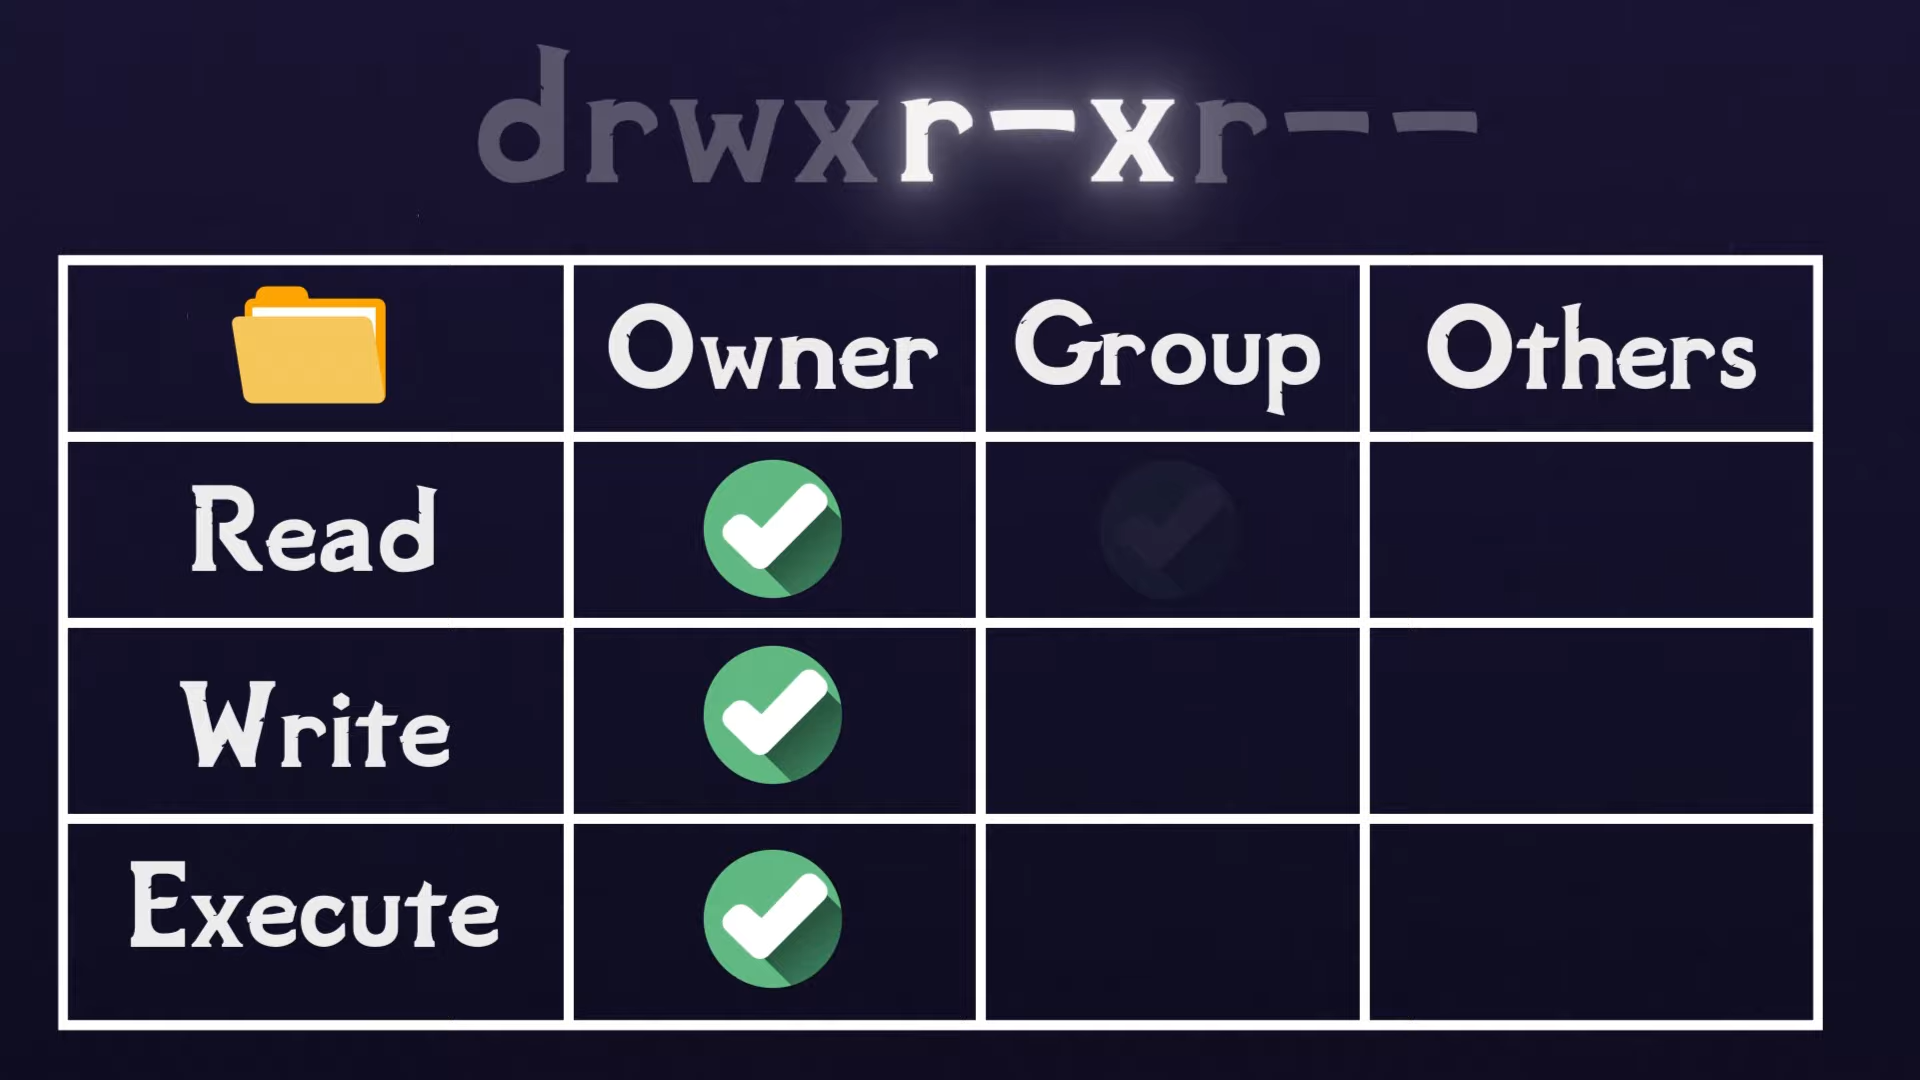 drwxr-xr--
Owner Group Others
Read
Write
Execute